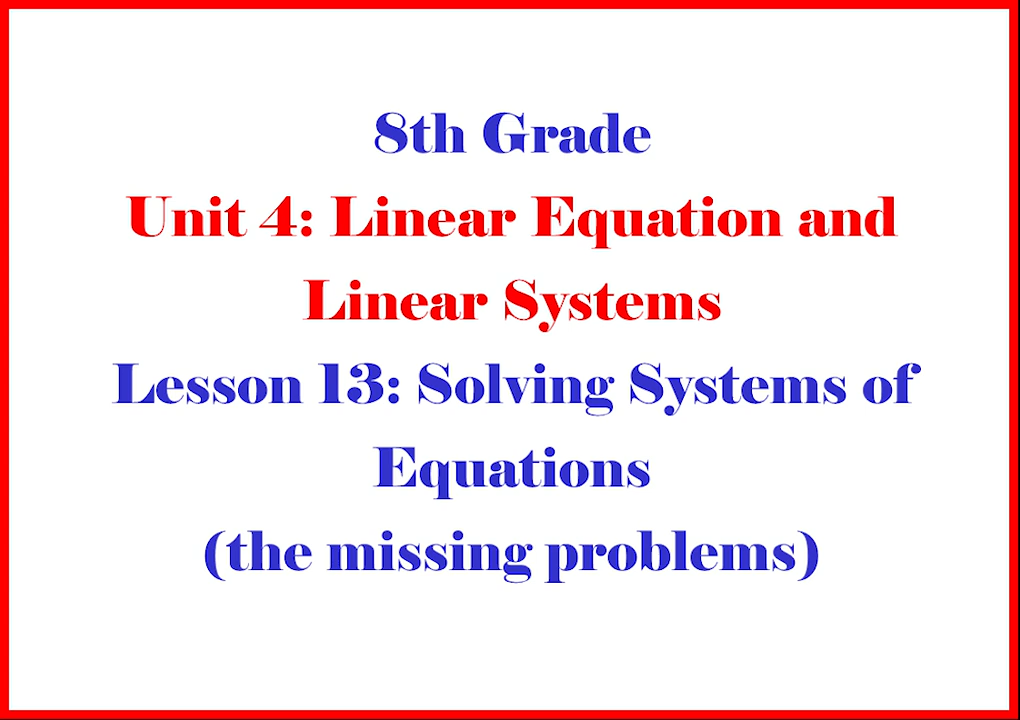 8th Grade
Unit 4: Linear Equation and
Linear Systems
Lesson 13: Solving Systems of
Equations
(the missing problems)